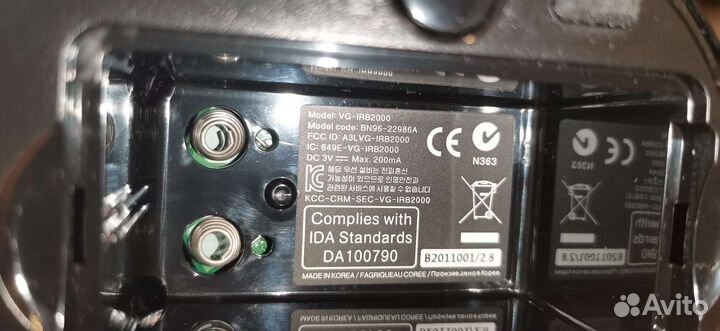 Model: VG-IRB2000
Model code: BN96-22986A
FCC ID: A3LVG-IRB2000
IC: 649E-VG-IRB2000
DC 3V Max. 200mA
해당 무선 설비는 전파혼신
가능성이 있으므로 인명안전과
관련된 서비스에 사용할 수 없습니다
KCC-CRM-SEC-VG-IRB2000
CE
N363
Complies with
IDA Standards
DA100790
B2011001/2.8
MADE IN KOREA / FAGRIQUEAU COREE / Произведено Корее
Avito